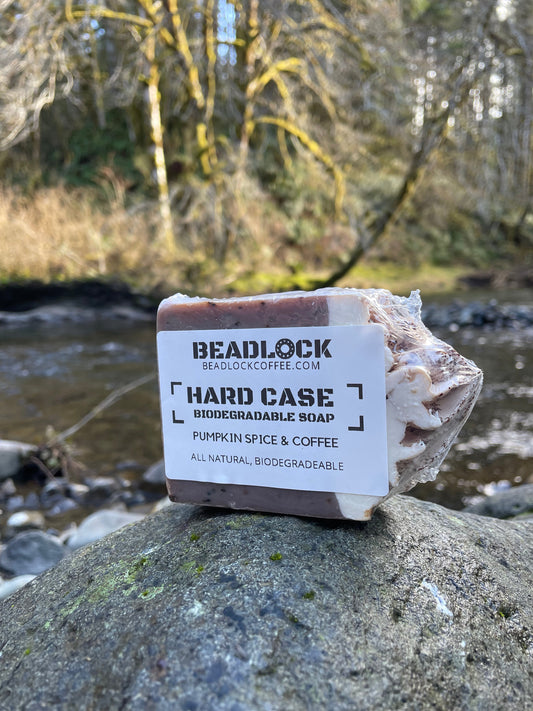 BEADLOCK
BEADLOCKCOFFEE.COM
HARD CASE
BIODEGRADABLE SOAP
PUMPKIN SPICE & COFFEE
ALL NATURAL, BIODEGRADEABLE